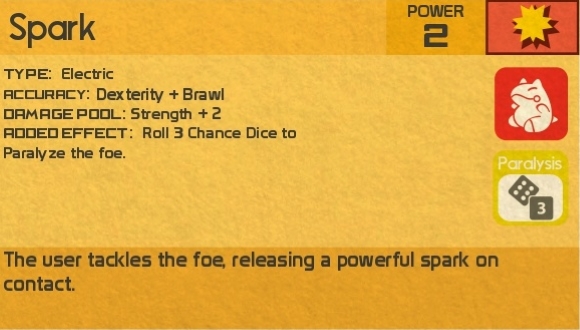 Spark
POWER
2
TYPE: Electric
ACCURACY: Dexterity + Brawl
DAMAGE POOL: Strength + 2
ADDED EFFECT: Roll 3 Chance Dice to
Paralyze the foe.
Paralysis
3
The user tackles the foe, releasing a powerful spark on
contact.